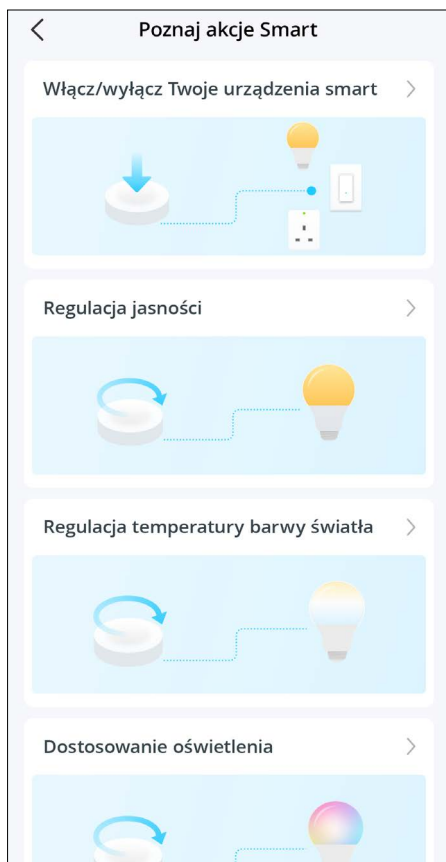 Poznaj akcje Smart
Włącz/wyłącz Twoje urządzenia smart
Regulacja jasności
Regulacja temperatury barwy światła
Dostosowanie oświetlenia